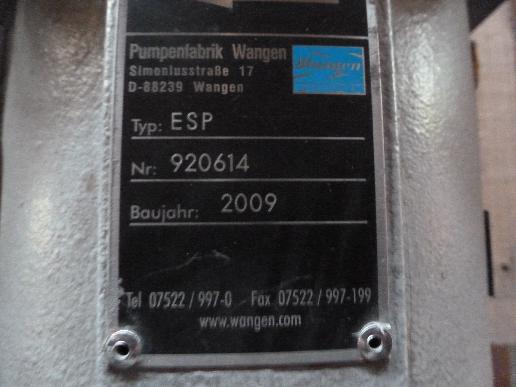 Pumpenfabrik Wangen
Simoniusstraße 17
D-88239 Wangen
Wangen
Typ: ESP
Nr: 920614
Baujahr: 2009
Tel 07522 / 997-0 Fax 07522 / 997-199
www.wangen.com